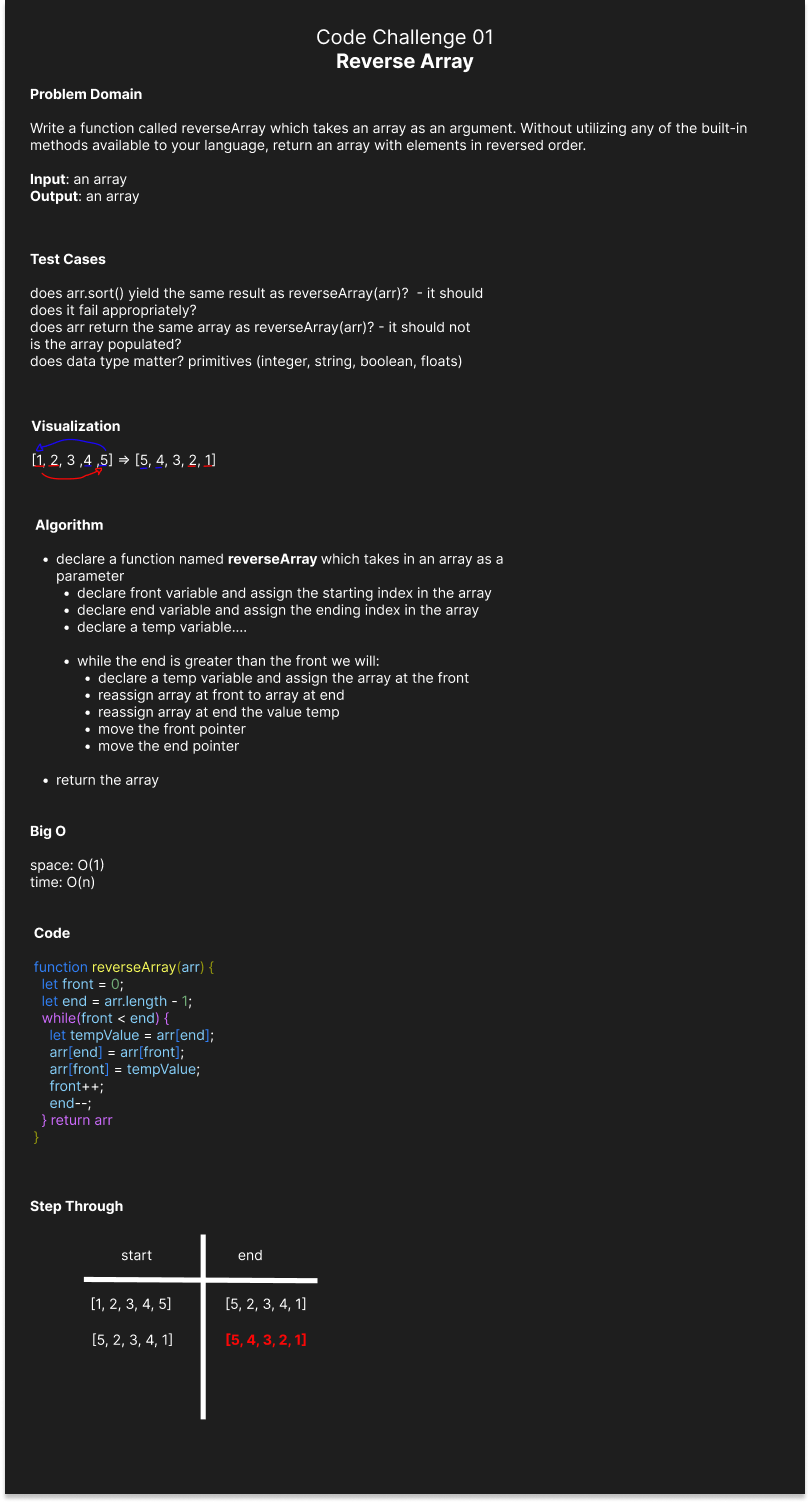 Code Challenge 01
Reverse Array
Problem Domain
Write a function called reverseArray which takes an array as an argument. Without utilizing any of the built-in
methods available to your language, return an array with elements in reversed order.
Input: an array
Output: an array
Test Cases
does arr.sort() yield the same result as reverseArray(arr)?  - it should
does it fail appropriately?
does arr return the same array as reverseArray(arr)? - it should not
is the array populated?
does data type matter? primitives (integer, string, boolean, floats)
Visualization
[1, 2, 3 ,4 ,5] => [5, 4, 3, 2, 1]
Algorithm
• declare a function named reverseArray which takes in an array as a
parameter
• declare front variable and assign the starting index in the array
• declare end variable and assign the ending index in the array
• declare a temp variable....
• while the end is greater than the front we will:
• declare a temp variable and assign the array at the front
• reassign array at front to array at end
• reassign array at end the value temp
• move the front pointer
• move the end pointer
• return the array
Big O
space: O(1)
time: O(n)
Code
function reverseArray(arr) {
let front = 0;
let end = arr.length - 1;
while(front < end) {
let tempValue = arr[end];
arr[end] = arr[front];
arr[front] = tempValue;
front++;
end--;
} return arr
}
Step Through
start end
[1, 2, 3, 4, 5] [5, 2, 3, 4, 1]
[5, 2, 3, 4, 1] [5, 4, 3, 2, 1]